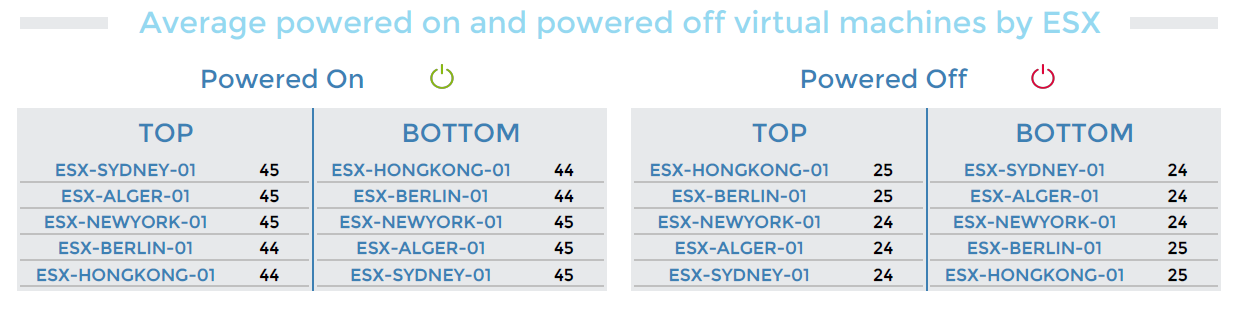 Average powered on and powered off virtual machines by ESX
Powered On
Powered Off
TOP
BOTTOM
ESX-SYDNEY-01 45
ESX-HONGKONG-01 44
ESX-ALGER-01 45
ESX-BERLIN-01 44
ESX-NEWYORK-01 45
ESX-NEWYORK-01 45
ESX-BERLIN-01 44
ESX-ALGER-01 45
ESX-HONGKONG-01 44
ESX-SYDNEY-01 45
TOP
BOTTOM
ESX-HONGKONG-01 25
ESX-SYDNEY-01 24
ESX-BERLIN-01 25
ESX-ALGER-01 24
ESX-NEWYORK-01 24
ESX-NEWYORK-01 24
ESX-ALGER-01 24
ESX-BERLIN-01 25
ESX-SYDNEY-01 24
ESX-HONGKONG-01 25